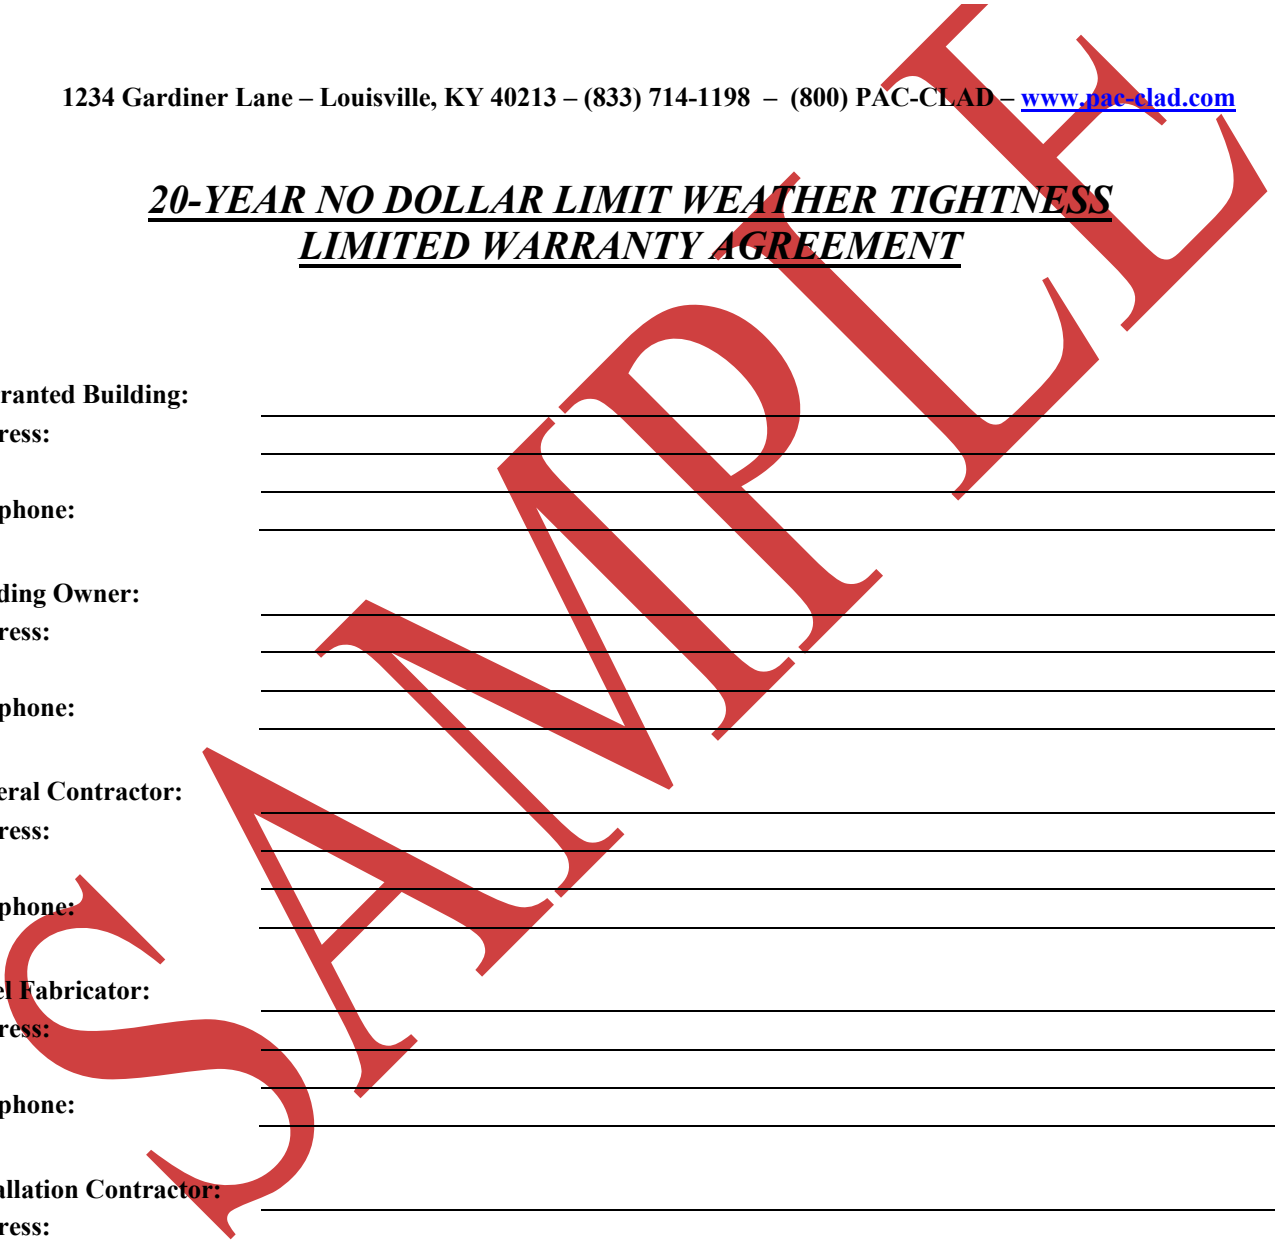 1234 Gardiner Lane – Louisville, KY 40213 – (833) 714-1198 – (800) PAC-CLAD – www.pac-clad.com
20-YEAR NO DOLLAR LIMIT WEATHER TIGHTNESS
LIMITED WARRANTY AGREEMENT
ranted Building:
ress:
phone:
ding Owner:
ress:
phone:
eral Contractor:
ress:
phone:
el Fabricator:
ress:
phone:
allation Contractor:
ress:
SAMPLE